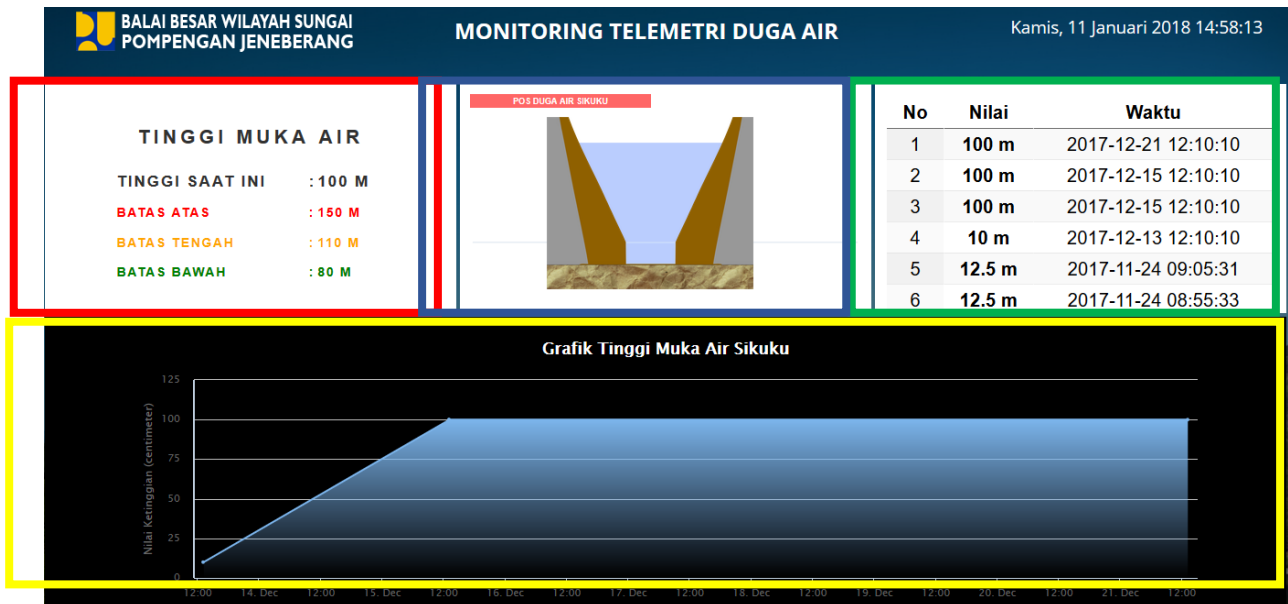 BALAI BESAR WILAYAH SUNGAI
POMPENGAN JENEBERANG
MONITORING TELEMETRI DUGA AIR
Kamis, 11 Januari 2018 14:58:13
TINGGI MUKA AIR
TINGGI SAAT INI : 100 M
BATAS ATAS : 150 M
BATAS TENGAH : 110 M
BATAS BAWAH : 80 M
POS DUGA AIR SIKUKU
No Nilai Waktu
1 100 m 2017-12-21 12:10:10
2 100 m 2017-12-15 12:10:10
3 100 m 2017-12-15 12:10:10
4 10 m 2017-12-13 12:10:10
5 12.5 m 2017-11-24 09:05:31
6 12.5 m 2017-11-24 08:55:33
Grafik Tinggi Muka Air Sikuku
Nilai Ketinggian (centimeter)
125
100
75
50
25
0
12:00 14. Dec 12:00 15. Dec 12:00 16. Dec 12:00 17. Dec 12:00 18. Dec 12:00 19. Dec 12:00 20. Dec 12:00 21. Dec 12:00